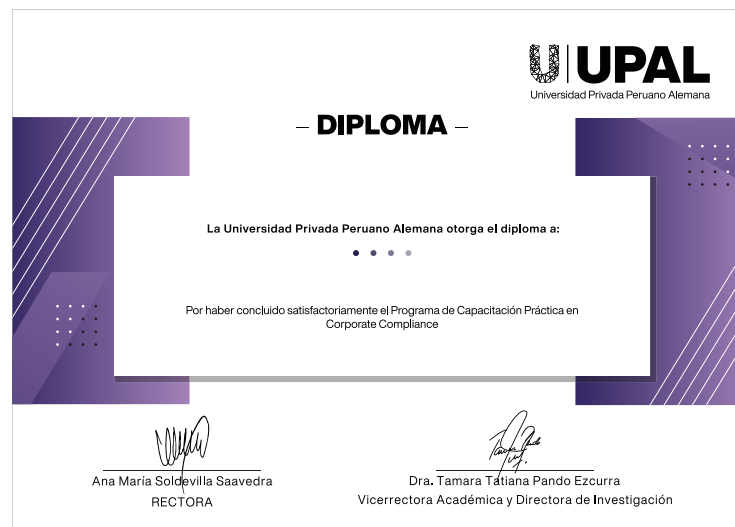 UPAL
Universidad Privada Peruano Alemana
– DIPLOMA –
La Universidad Privada Peruano Alemana otorga el diploma a:
Por haber concluido satisfactoriamente el Programa de Capacitación Práctica en
Corporate Compliance
Ana María Soldevilla Saavedra
RECTORA
Dra. Tamara Tatiana Pando Ezcurra
Vicerrectora Académica y Directora de Investigación